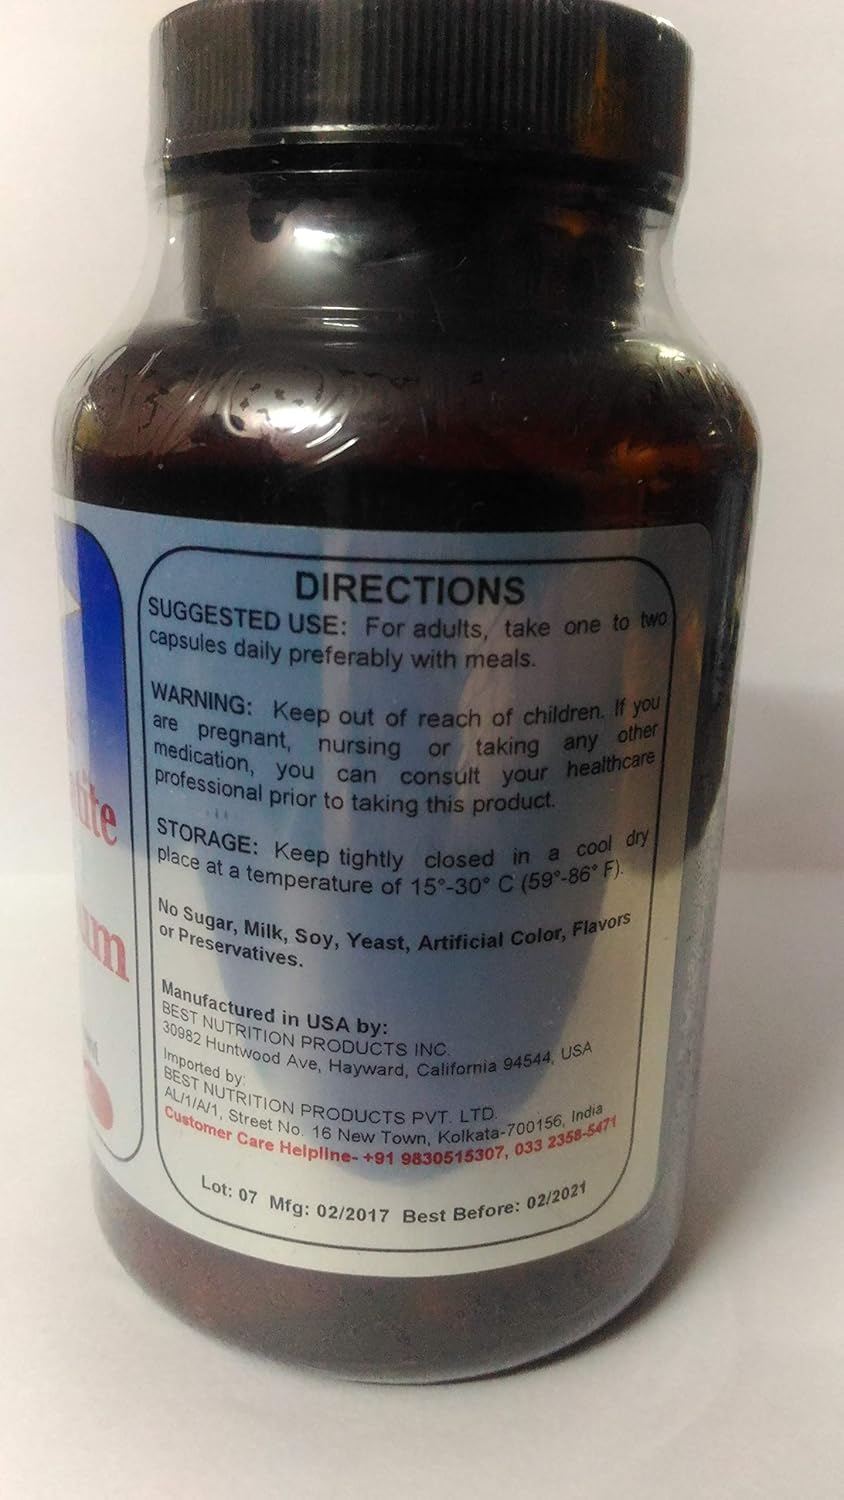 DIRECTIONS
SUGGESTED USE: For adults, take one to two
capsules daily preferably with meals.
WARNING: Keep out of reach of children. If you
are pregnant, nursing or taking any other
medication, you can consult your healthcare
professional prior to taking this product.
STORAGE: Keep tightly closed in a cool dry
place at a temperature of 15°-30° C (59°-86° F).
No Sugar, Milk, Soy, Yeast, Artificial Color, Flavors
or Preservatives.
Manufactured in USA by:
BEST NUTRITION PRODUCTS INC.
30982 Huntwood Ave, Hayward, California 94544, USA
Imported by:
BEST NUTRITION PRODUCTS PVT. LTD.
AL/1/A/1, Street No. 16 New Town, Kolkata-700156, India
Customer Care Helpline- +91 9830515307, 033 2358-5471
Lot: 07 Mfg: 02/2017 Best Before: 02/2021